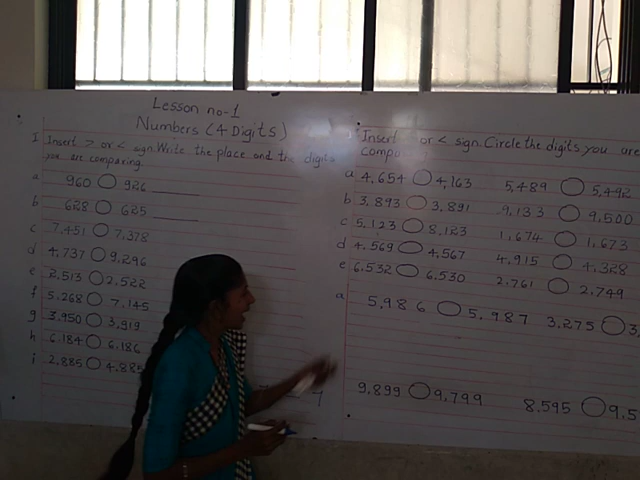 Lesson no-1
Numbers (4 Digits)
I Insert > or < sign. Write the place and the digits
you are comparing.
a 960 ○ 926 ______
b 628 ○ 625 ______
c 7,451 ○ 7,378
d 4,737 ○ 9,296
e 2,513 ○ 2,522
f 5,268 ○ 7,145
g 3,950 ○ 3,919
h 6,184 ○ 6,186
i 2,885 ○ 4,885
Insert or < sign. Circle the digits you are
a 4,654 ○ 4,163 5,489 ○ 5,492
b 3,893 ○ 3,891 9,133 ○ 9,500
c 5,123 ○ 8,123 1,674 ○ 1,673
d 4,569 ○ 4,567 4,915 ○ 4,328
e 6,532 ○ 6,530 2,761 ○ 2,749
a 5,986 ○ 5,987 3,275 ○ 3,
9,899 ○ 9,799 8,595 ○ 9,5